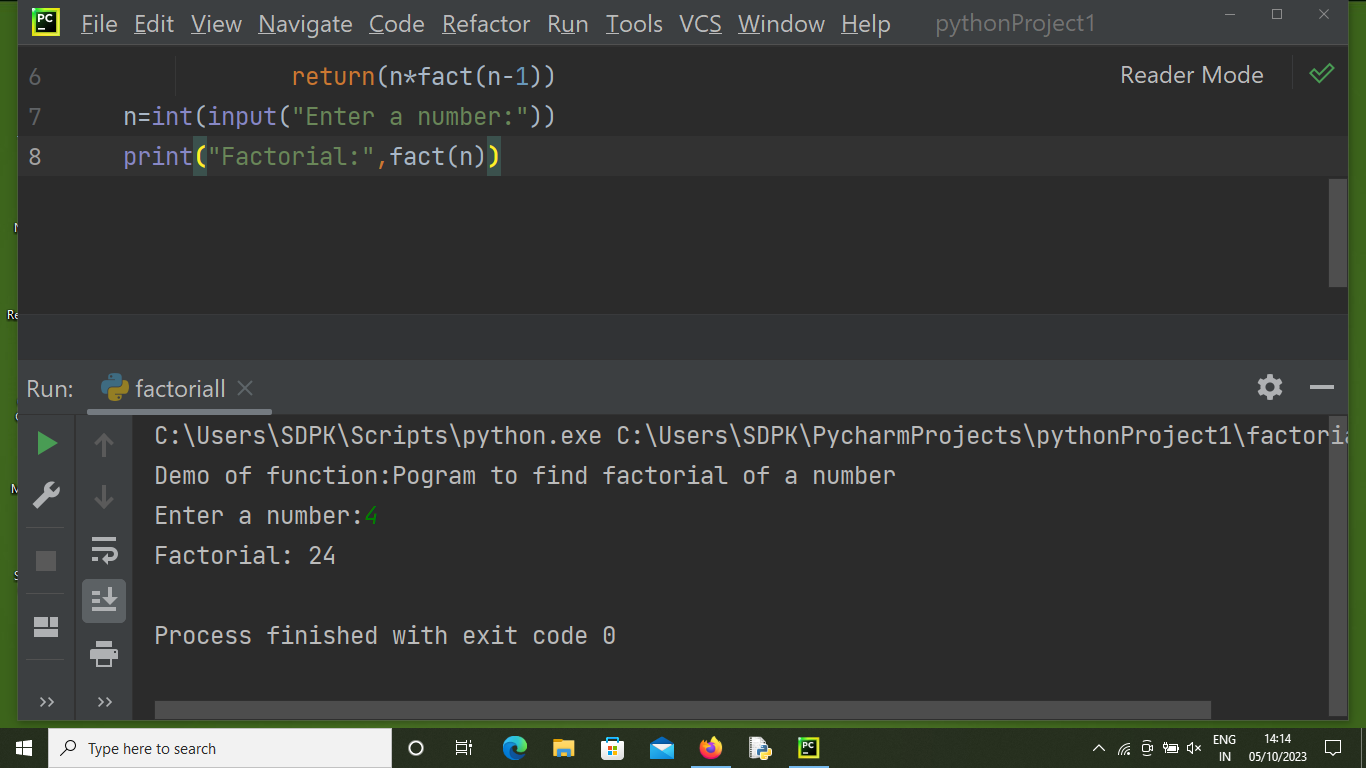 PC File Edit View Navigate Code Refactor Run Tools VCS Window Help pythonProject1
6 return(n*fact(n-1))
Reader Mode
7 n=int(input("Enter a number:"))
8 print("Factorial:",fact(n))
Run: factoriall
C:\Users\SDPK\Scripts\python.exe C:\Users\SDPK\PycharmProjects\pythonProject1\factoria
Demo of function:Pogram to find factorial of a number
Enter a number:4
Factorial: 24
Process finished with exit code 0
Type here to search
PC
ENG
IN
14:14
05/10/2023